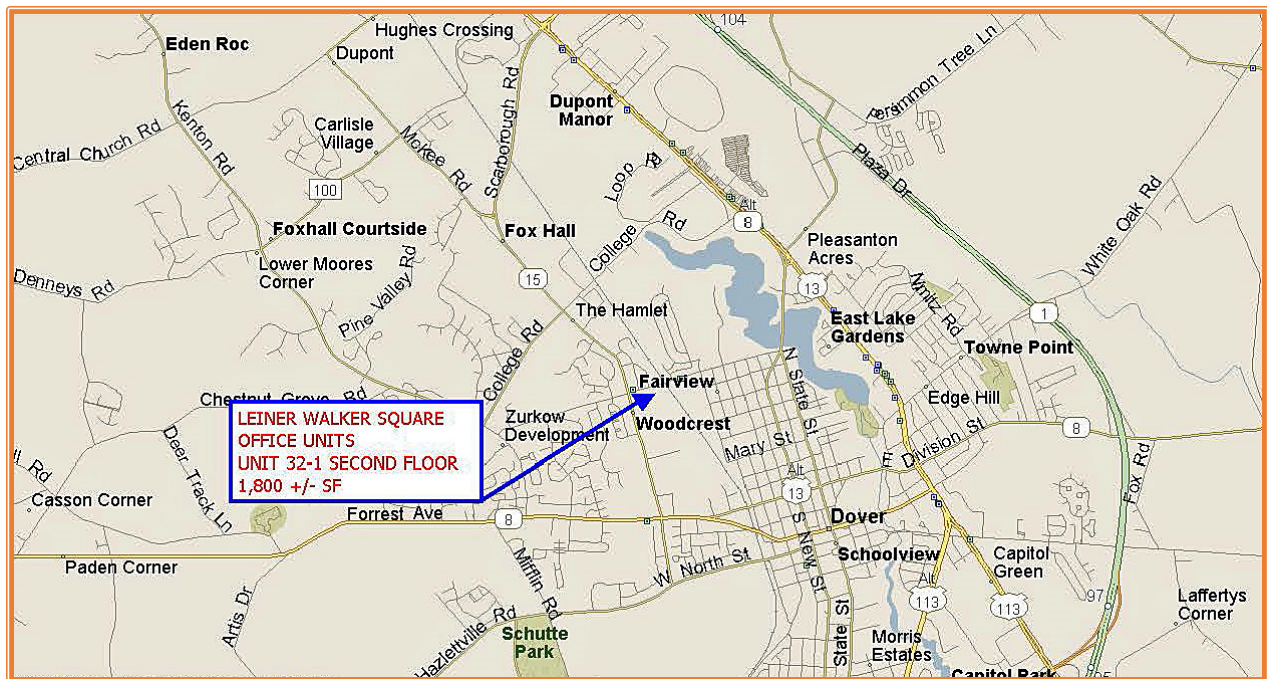 104
Hughes Crossing
Eden Roc
Dupont
Persimmon Tree Ln
Scarborough Rd
Dupont
Manor
Kenton Rd
Carlisle
Village
McKee Rd
Central Church Rd
Loop Rd
Plaza Dr
100
White Oak Rd
Alt
8
College Rd
Foxhall Courtside
Fox Hall
Pleasanton
Acres
Lower Moores
Corner
Denneys Rd
Pine Valley Rd
15
13
The Hamlet
East Lake
Gardens
1
Towne Point
College Rd
N State St
Fairview
Chestnut Grove Rd
Edge Hill
LEINER WALKER SQUARE
OFFICE UNITS
UNIT 32-1 SECOND FLOOR
1,800 +/- SF
Zurkow
Development
Woodcrest
Mary St
E Division St
8
Deer Track Ln
Alt
13
Fox Rd
Casson Corner
Forrest Ave
8
Dover
S New St
Schoolview
Paden Corner
W North St
Mifflin Rd
Capitol
Green
Alt
113
113
97
Laffertys
Corner
Artis Dr
Hazlettville Rd
Schutte
Park
State St
Morris
Estates
Capitol Park